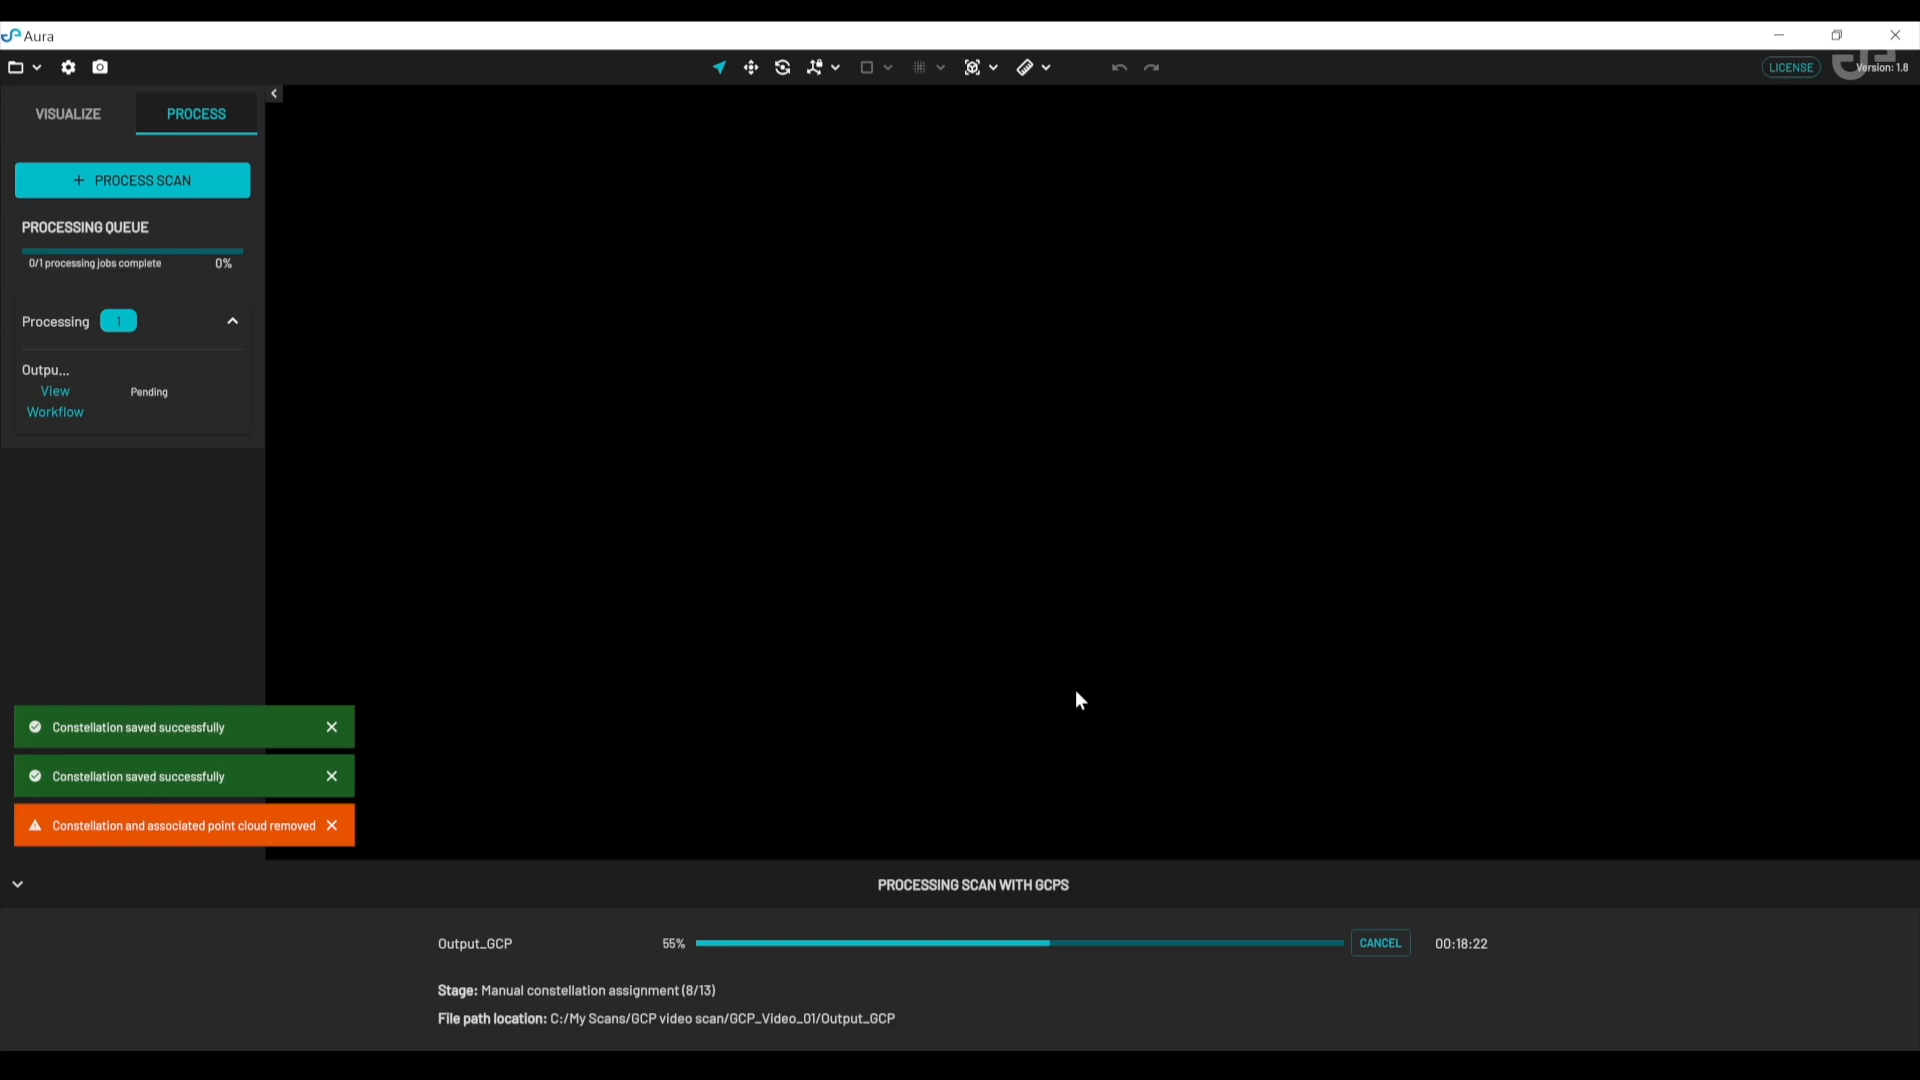 Aura
LICENSE
Version: 1.8
VISUALIZE
PROCESS
+ PROCESS SCAN
PROCESSING QUEUE
0/1 processing jobs complete 0%
Processing 1
Outpu...
View
Workflow
Pending
Constellation saved successfully
Constellation saved successfully
Constellation and associated point cloud removed
PROCESSING SCAN WITH GCPS
Output_GCP 55% CANCEL 00:18:22
Stage: Manual constellation assignment (8/13)
File path location: C:/My Scans/GCP video scan/GCP_Video_01/Output_GCP